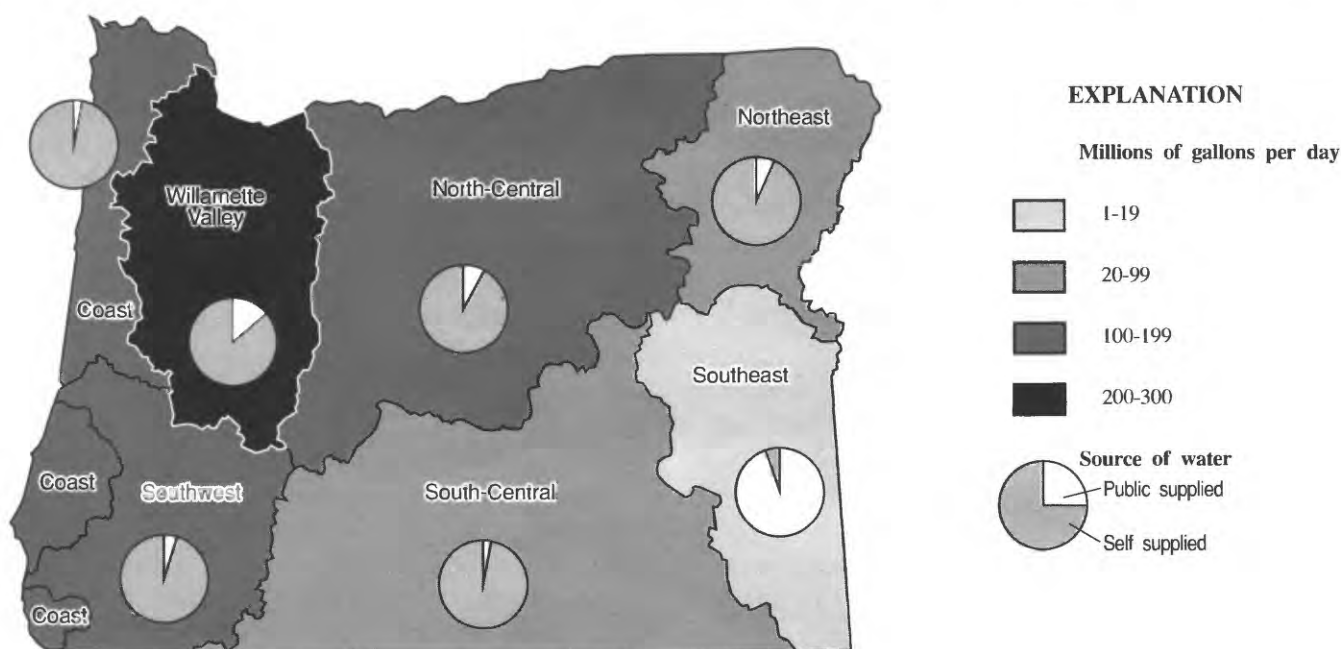 Northeast
Willamette
Valley
North-Central
Coast
Southeast
Coast
Southwest
South-Central
Coast
EXPLANATION
Millions of gallons per day
1-19
20-99
100-199
200-300
Source of water
Public supplied
Self supplied